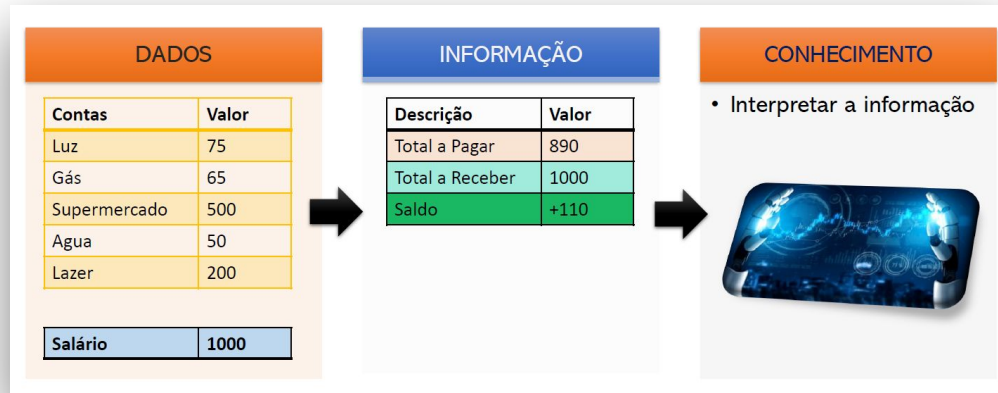 DADOS
Contas Valor
Luz 75
Gás 65
Supermercado 500
Agua 50
Lazer 200
Salário 1000
INFORMAÇÃO
Descrição Valor
Total a Pagar 890
Total a Receber 1000
Saldo +110
CONHECIMENTO
• Interpretar a informação